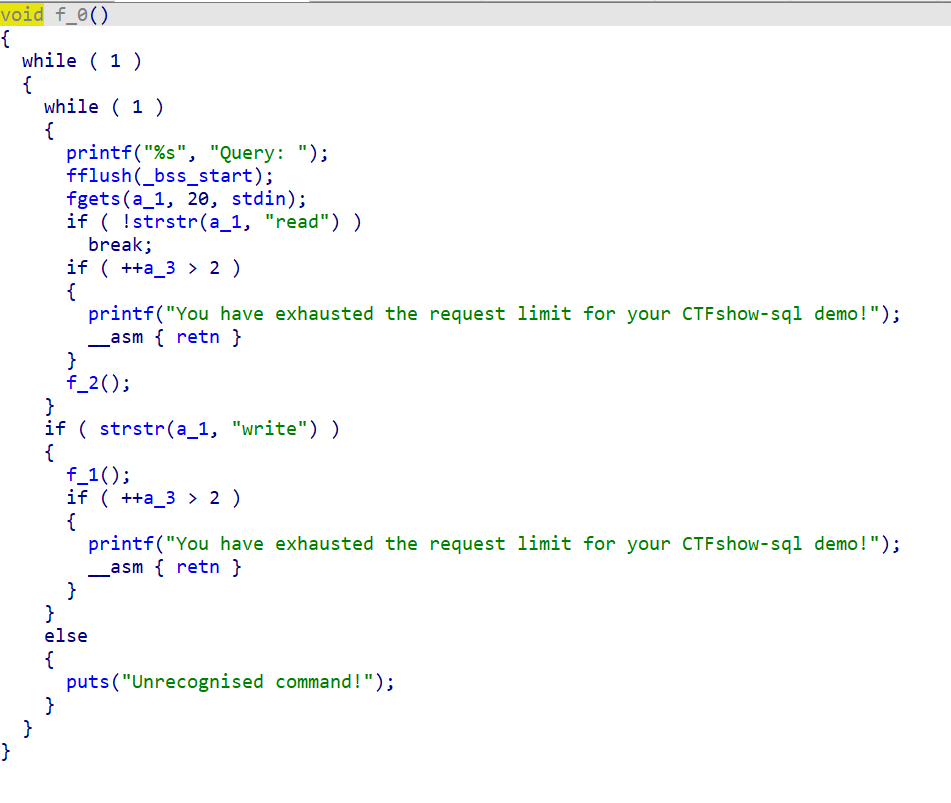 void f_0()
{
  while ( 1 )
  {
    while ( 1 )
    {
      printf("%s", "Query: ");
      fflush(_bss_start);
      fgets(a_1, 20, stdin);
      if ( !strstr(a_1, "read") )
        break;
      if ( ++a_3 > 2 )
      {
        printf("You have exhausted the request limit for your CTFshow-sql demo!");
        __asm { retn }
      }
      f_2();
    }
    if ( strstr(a_1, "write") )
    {
      f_1();
      if ( ++a_3 > 2 )
      {
        printf("You have exhausted the request limit for your CTFshow-sql demo!");
        __asm { retn }
      }
    }
    else
    {
      puts("Unrecognised command!");
    }
  }
}